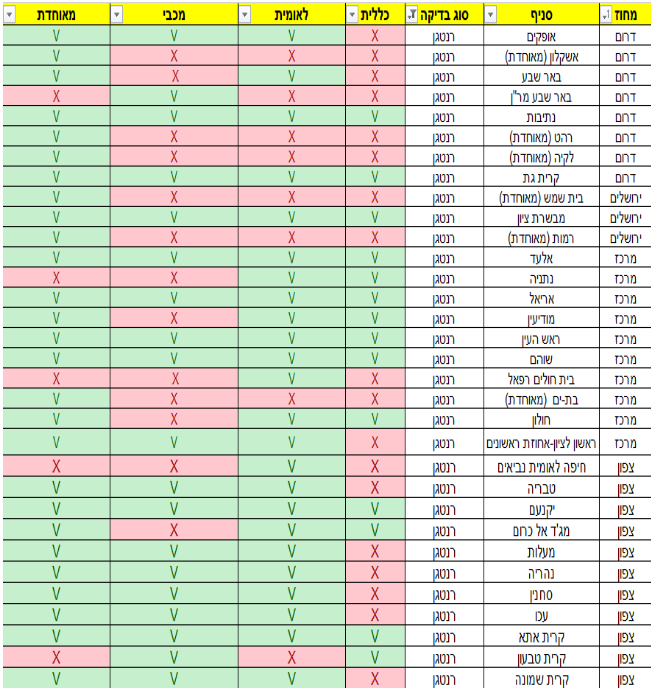 מחוז סניף סוג בדיקה כללית לאומית מכבי מאוחדת
דרום אופקים רנטגן X V V V
דרום אשקלון (מאוחדת) רנטגן X X X V
דרום באר שבע רנטגן X V X V
דרום באר שבע מר"ן רנטגן X X V X
דרום נתיבות רנטגן V V V V
דרום רהט (מאוחדת) רנטגן X X X V
דרום לקיה (מאוחדת) רנטגן X X X V
דרום קרית גת רנטגן V V V V
ירושלים בית שמש (מאוחדת) רנטגן X X X V
ירושלים מבשרת ציון רנטגן V V V V
ירושלים רמות (מאוחדת) רנטגן X X X V
מרכז אלעד רנטגן V V V V
מרכז נתניה רנטגן V V X X
מרכז אריאל רנטגן V V V V
מרכז מודיעין רנטגן V V X V
מרכז ראש העין רנטגן V V V V
מרכז שוהם רנטגן V V V V
מרכז בית חולים רפאל רנטגן X V X X
מרכז בת-ים (מאוחדת) רנטגן X X X V
מרכז חולון רנטגן V V X V
מרכז ראשון לציון-אחוזת ראשונים רנטגן X V V V
צפון חיפה לאומית נביאים רנטגן X V X X
צפון טבריה רנטגן X V V V
צפון יקנעם רנטגן V V V V
צפון מג'ד אל כרום רנטגן V V X V
צפון מעלות רנטגן X V V V
צפון נהריה רנטגן X V V V
צפון סחנין רנטגן X V V V
צפון עכו רנטגן X V V V
צפון קרית אתא רנטגן V V V V
צפון קרית טבעון רנטגן V X V X
צפון קרית שמונה רנטגן X V V V